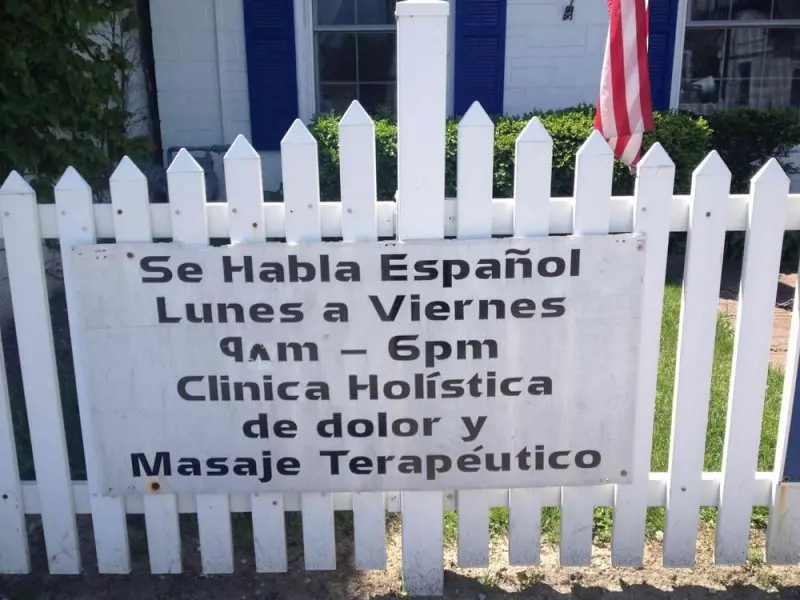 Se Habla Español
Lunes a Viernes
9am – 6pm
Clinica Holística
de dolor y
Masaje Terapéutico